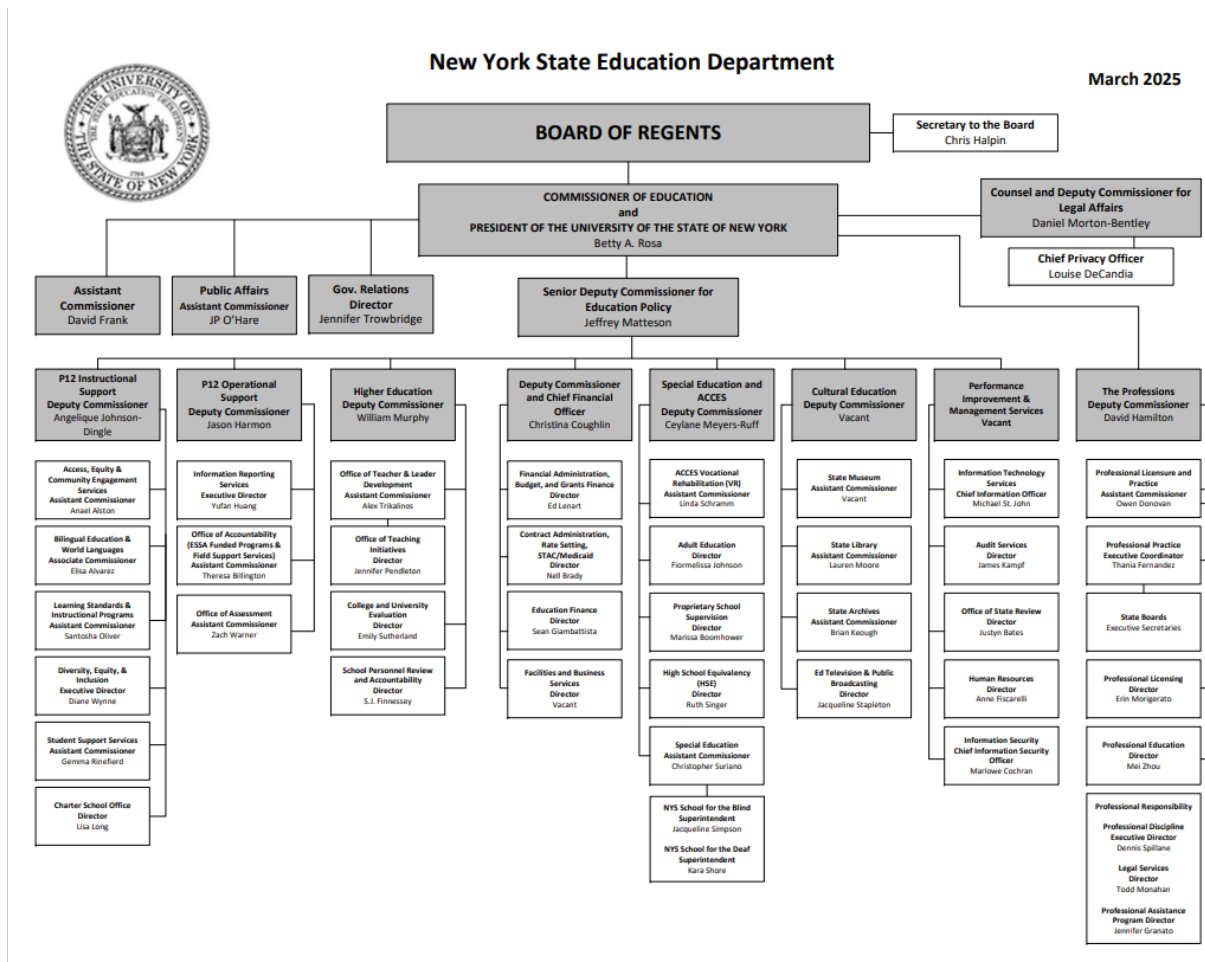 New York State Education Department
March 2025
THE UNIVERSITY OF
THE STATE OF NEW YORK
THE STATE EDUCATION DEPARTMENT
1784
BOARD OF REGENTS
Secretary to the Board
Chris Halpin
COMMISSIONER OF EDUCATION
and
PRESIDENT OF THE UNIVERSITY OF THE STATE OF NEW YORK
Betty A. Rosa
Counsel and Deputy Commissioner for
Legal Affairs
Daniel Morton-Bentley
Chief Privacy Officer
Louise DeCandia
Assistant
Commissioner
David Frank
Public Affairs
Assistant Commissioner
JP O'Hare
Gov. Relations
Director
Jennifer Trowbridge
Senior Deputy Commissioner for
Education Policy
Jeffrey Matteson
P12 Instructional
Support
Deputy Commissioner
Angelique Johnson-
Dingle
Access, Equity &
Community Engagement
Services
Assistant Commissioner
Anael Alston
Bilingual Education &
World Languages
Associate Commissioner
Elisa Alvarez
Learning Standards &
Instructional Programs
Assistant Commissioner
Santosha Oliver
Diversity, Equity, &
Inclusion
Executive Director
Diane Wynne
Student Support Services
Assistant Commissioner
Gemma Rinefierd
Charter School Office
Director
Lisa Long
P12 Operational
Support
Deputy Commissioner
Jason Harmon
Information Reporting
Services
Executive Director
Yufan Huang
Office of Accountability
(ESSA Funded Programs &
Field Support Services)
Assistant Commissioner
Theresa Billington
Office of Assessment
Assistant Commissioner
Zach Warner
Higher Education
Deputy Commissioner
William Murphy
Office of Teacher & Leader
Development
Assistant Commissioner
Alex Trikalinos
Office of Teaching
Initiatives
Director
Jennifer Pendleton
College and University
Evaluation
Director
Emily Sutherland
School Personnel Review
and Accountability
Director
S.J. Finnessey
Deputy Commissioner
and Chief Financial
Officer
Christina Coughlin
Financial Administration,
Budget, and Grants Finance
Director
Ed Lenart
Contract Administration,
Rate Setting,
STAC/Medicaid
Director
Nell Brady
Education Finance
Director
Sean Giambattista
Facilities and Business
Services
Director
Vacant
Special Education and
ACCES
Deputy Commissioner
Ceylane Meyers-Ruff
ACCES Vocational
Rehabilitation (VR)
Assistant Commissioner
Linda Schramm
Adult Education
Director
Fiormelissa Johnson
Proprietary School
Supervision
Director
Marissa Boomhower
High School Equivalency
(HSE)
Director
Ruth Singer
Special Education
Assistant Commissioner
Christopher Suriano
NYS School for the Blind
Superintendent
Jacqueline Simpson
NYS School for the Deaf
Superintendent
Kara Shore
Cultural Education
Deputy Commissioner
Vacant
State Museum
Assistant Commissioner
Vacant
State Library
Assistant Commissioner
Lauren Moore
State Archives
Assistant Commissioner
Brian Keough
Ed Television & Public
Broadcasting
Director
Jacqueline Stapleton
Performance
Improvement &
Management Services
Vacant
Information Technology
Services
Chief Information Officer
Michael St. John
Audit Services
Director
James Kampf
Office of State Review
Director
Justyn Bates
Human Resources
Director
Anne Fiscarelli
Information Security
Chief Information Security
Officer
Marlowe Cochran
The Professions
Deputy Commissioner
David Hamilton
Professional Licensure and
Practice
Assistant Commissioner
Owen Donovan
Professional Practice
Executive Coordinator
Thania Fernandez
State Boards
Executive Secretaries
Professional Licensing
Director
Erin Morigerato
Professional Education
Director
Mei Zhou
Professional Responsibility
Professional Discipline
Executive Director
Dennis Spillane
Legal Services
Director
Todd Monahan
Professional Assistance
Program Director
Jennifer Granato